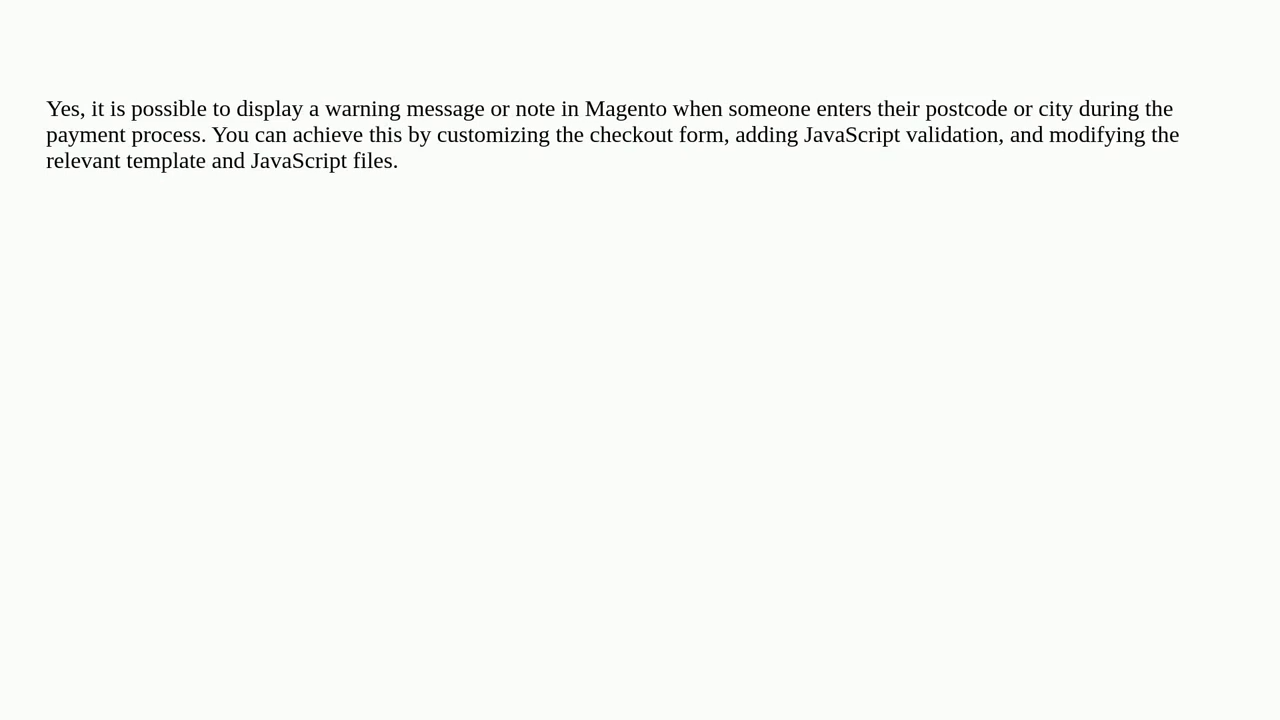 Yes, it is possible to display a warning message or note in Magento when someone enters their postcode or city during the
payment process. You can achieve this by customizing the checkout form, adding JavaScript validation, and modifying the
relevant template and JavaScript files.